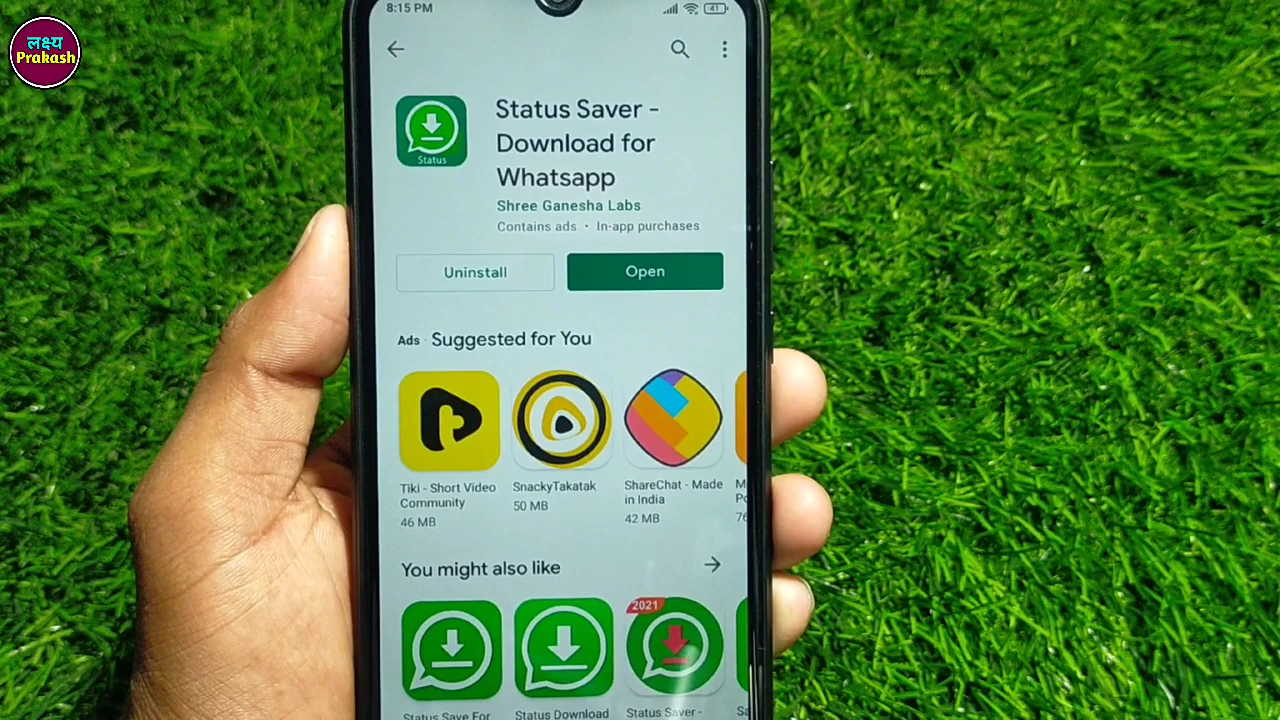 लक्ष्य
Prakash
8:15 PM
41
Status Saver -
Download for
Whatsapp
Status
Shree Ganesha Labs
Contains ads • In-app purchases
Uninstall
Open
Ads · Suggested for You
Tiki - Short Video
Community
46 MB
SnackyTakatak
50 MB
ShareChat - Made
in India
42 MB
You might also like
2021
Status Save For
Status Download
Status Saver -